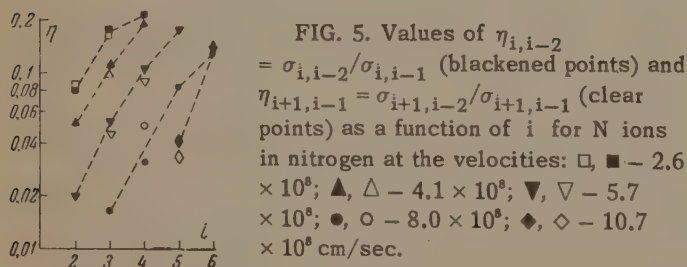 0.2
η
0.1
0.08
0.06
0.04
0.02
0.01
i
2 3 4 5 6
FIG. 5. Values of η_{i,i−2}
= σ_{i,i−2}/σ_{i,i−1} (blackened points) and
η_{i+1,i−1} = σ_{i+1,i−2}/σ_{i+1,i−1} (clear
points) as a function of i for N ions
in nitrogen at the velocities: □, ■ – 2.6
× 10⁸; ▲, △ – 4.1 × 10⁸; ▼, ▽ – 5.7
× 10⁸; ●, ○ – 8.0 × 10⁸; ◆, ◇ – 10.7
× 10⁸ cm/sec.